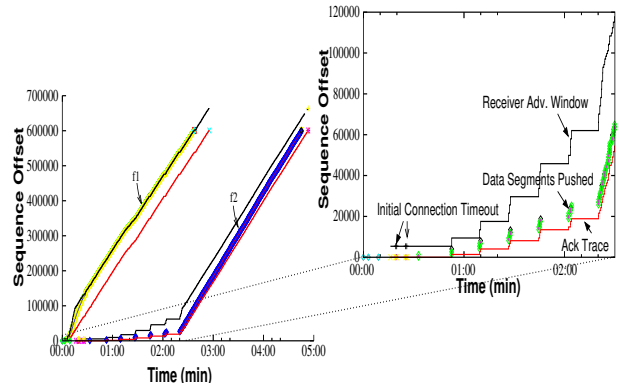 700000
600000
500000
400000
300000
200000
100000
0
Sequence Offset
f1
f2
00:00
01:00
02:00
03:00
04:00
05:00
Time (min)
120000
100000
80000
60000
40000
20000
0
Sequence Offset
Receiver Adv. Window
Data Segments Pushed
Initial Connection Timeout
Ack Trace
00:00
01:00
02:00
Time (min)